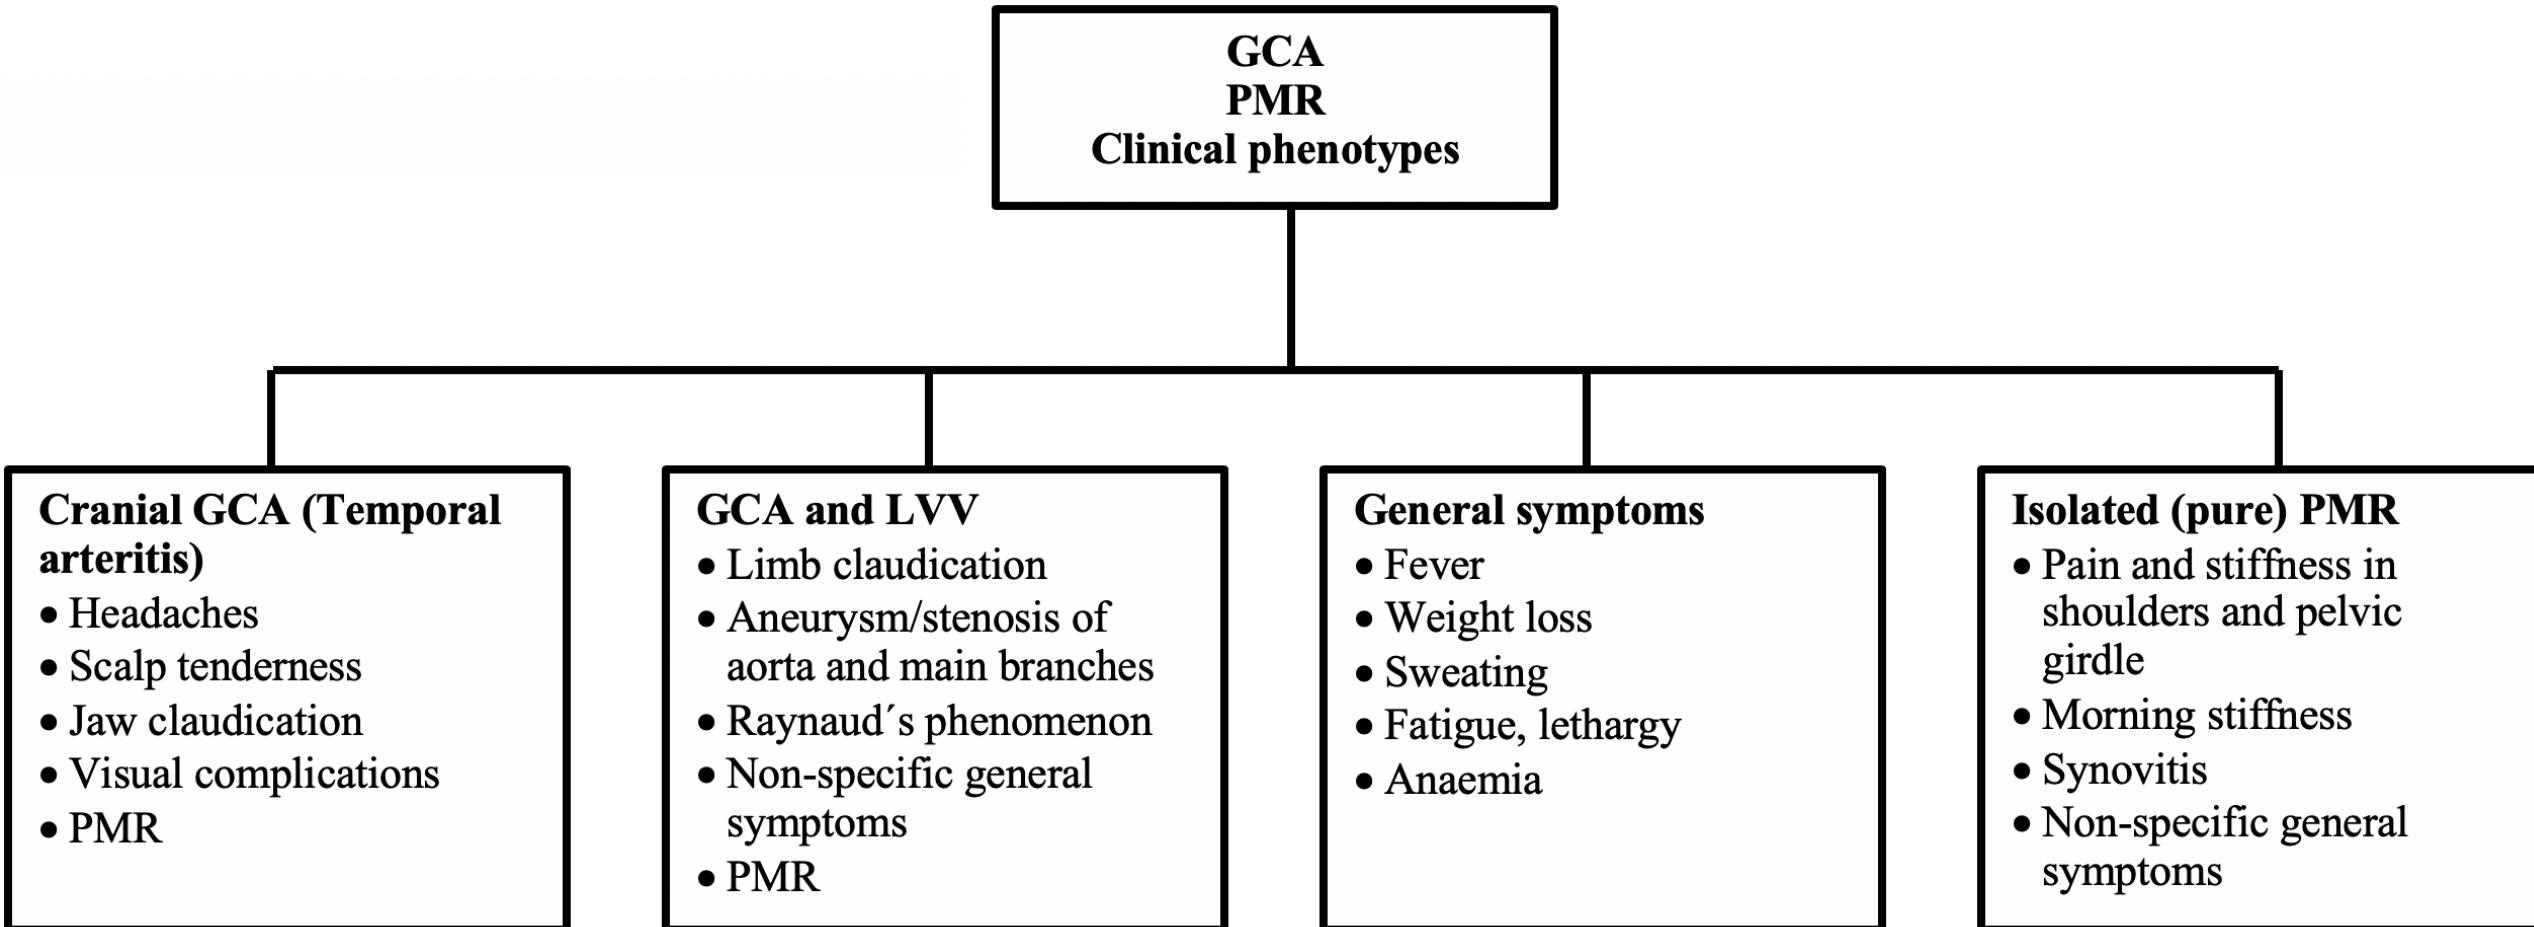 GCA
PMR
Clinical phenotypes
Cranial GCA (Temporal
arteritis)
• Headaches
• Scalp tenderness
• Jaw claudication
• Visual complications
• PMR
GCA and LVV
• Limb claudication
• Aneurysm/stenosis of
aorta and main branches
• Raynaud´s phenomenon
• Non-specific general
symptoms
• PMR
General symptoms
• Fever
• Weight loss
• Sweating
• Fatigue, lethargy
• Anaemia
Isolated (pure) PMR
• Pain and stiffness in
shoulders and pelvic
girdle
• Morning stiffness
• Synovitis
• Non-specific general
symptoms